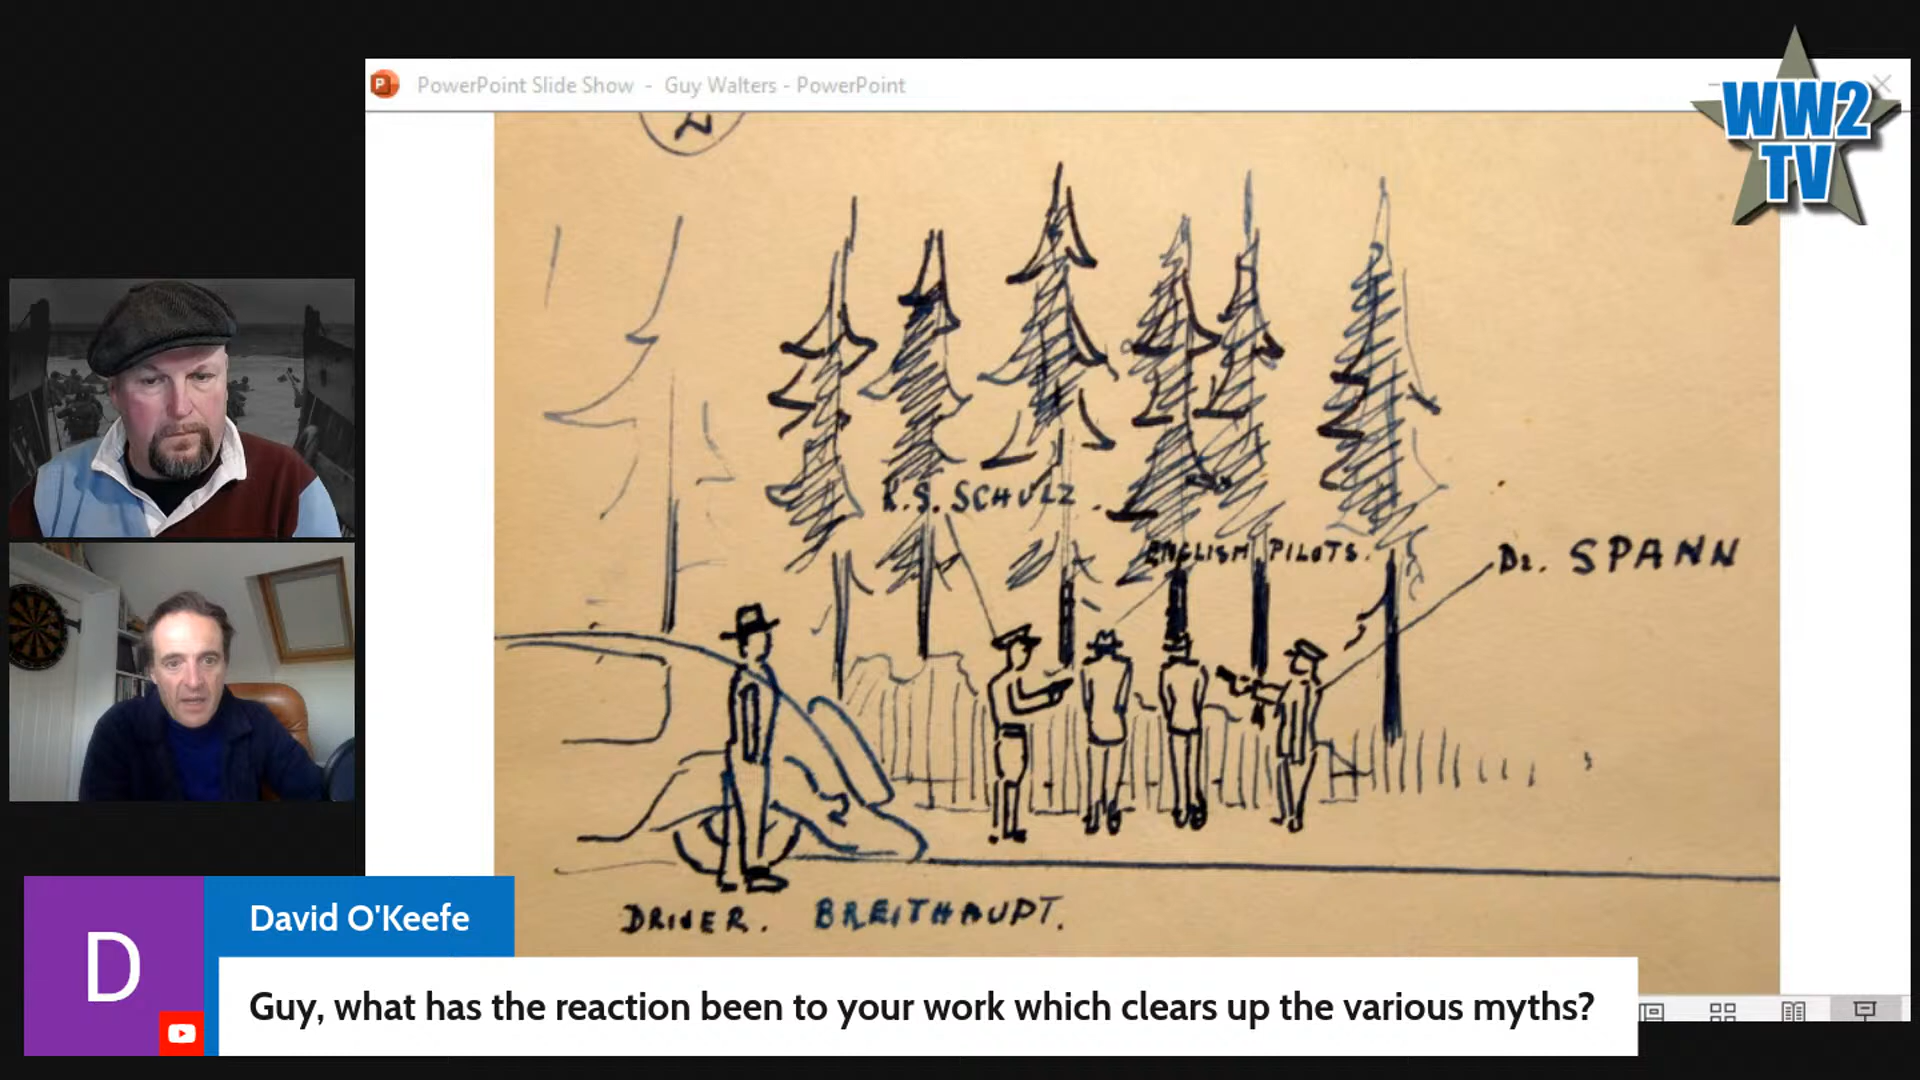 PowerPoint Slide Show - Guy Walters - PowerPoint
WW2
TV
2
K.S. SCHULZ.
ENGLISH PILOTS.
Dr. SPANN
DRIVER. BREITHAUPT.
D
David O'Keefe
Guy, what has the reaction been to your work which clears up the various myths?